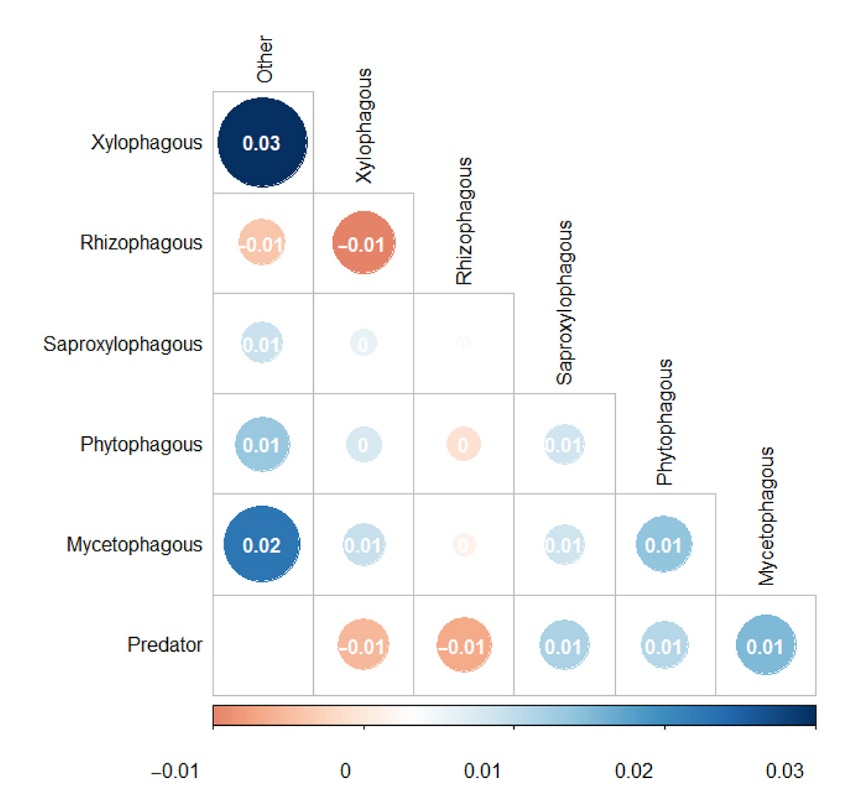 Other
Xylophagous
Rhizophagous
Saproxylophagous
Phytophagous
Mycetophagous
Xylophagous 0.03
Rhizophagous −0.01 −0.01
Saproxylophagous 0.01 0 0
Phytophagous 0.01 0 0 0.01
Mycetophagous 0.02 0.01 0 0.01 0.01
Predator −0.01 −0.01 0.01 0.01 0.01
−0.01 0 0.01 0.02 0.03